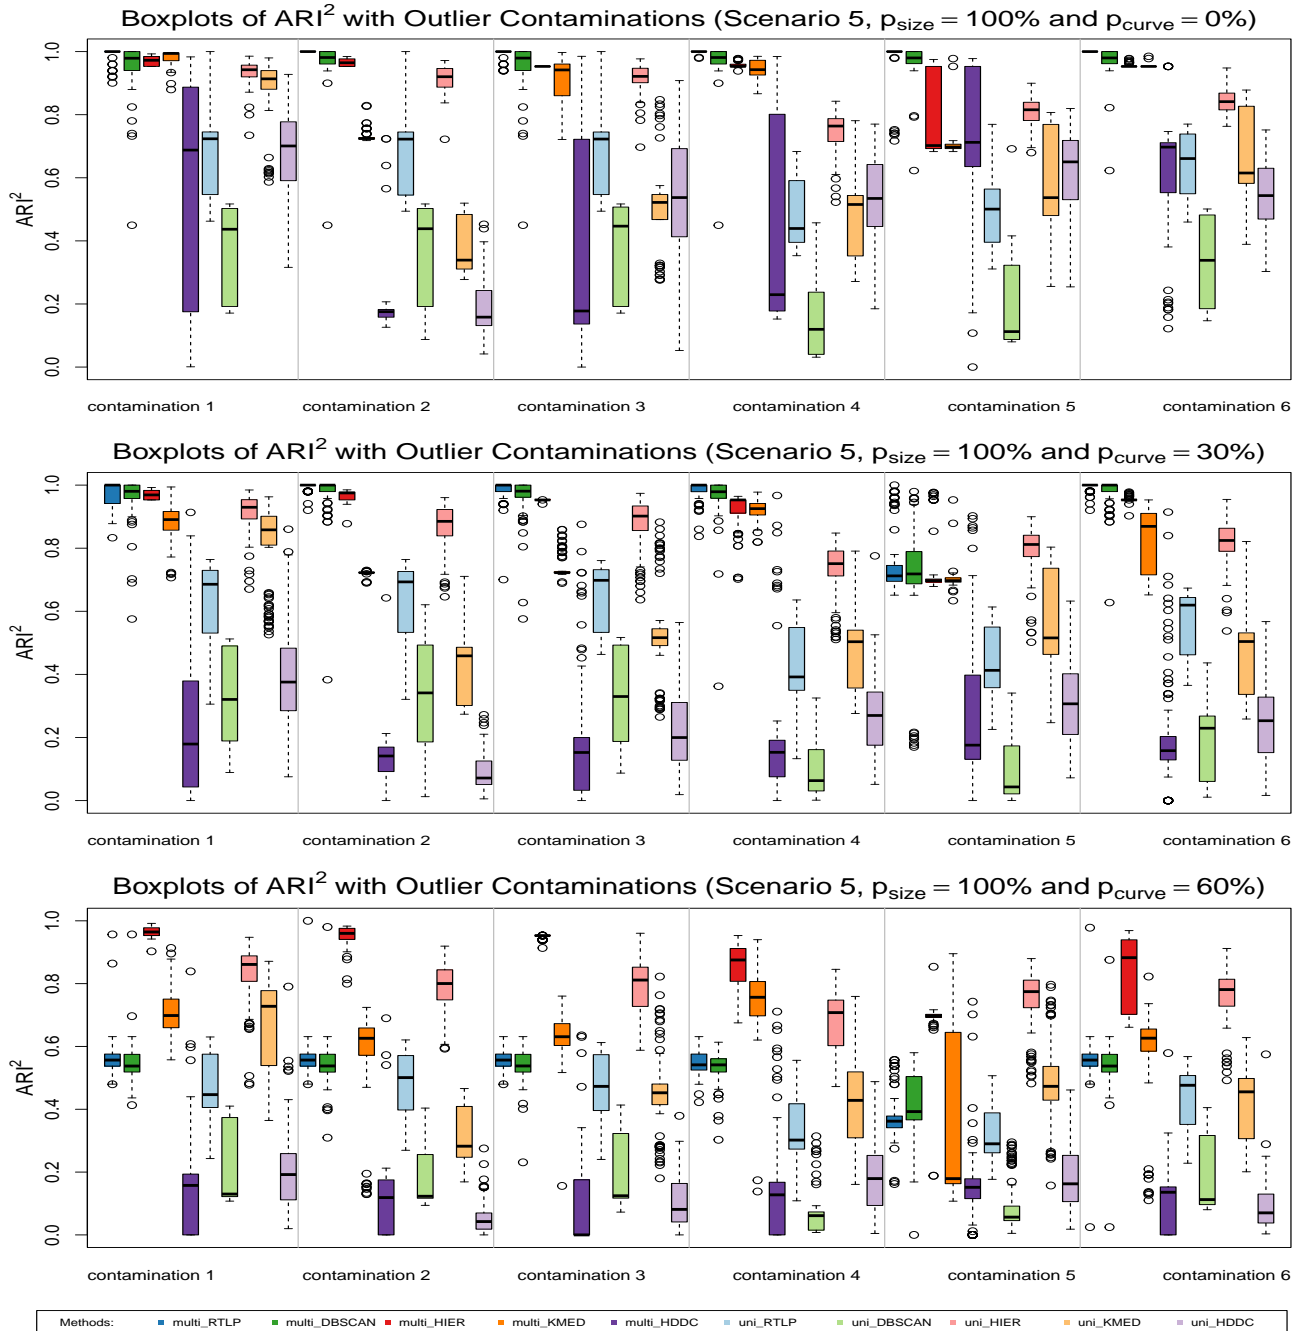 Boxplots of ARI² with Outlier Contaminations (Scenario 5, p_size = 100% and p_curve = 0%)
ARI²
1.0
0.8
0.6
0.4
0.2
0.0
contamination 1 contamination 2 contamination 3 contamination 4 contamination 5 contamination 6
Boxplots of ARI² with Outlier Contaminations (Scenario 5, p_size = 100% and p_curve = 30%)
ARI²
1.0
0.8
0.6
0.4
0.2
0.0
contamination 1 contamination 2 contamination 3 contamination 4 contamination 5 contamination 6
Boxplots of ARI² with Outlier Contaminations (Scenario 5, p_size = 100% and p_curve = 60%)
ARI²
1.0
0.8
0.6
0.4
0.2
0.0
contamination 1 contamination 2 contamination 3 contamination 4 contamination 5 contamination 6
Methods: multi_RTLP multi_DBSCAN multi_HIER multi_KMED multi_HDDC uni_RTLP uni_DBSCAN uni_HIER uni_KMED uni_HDDC